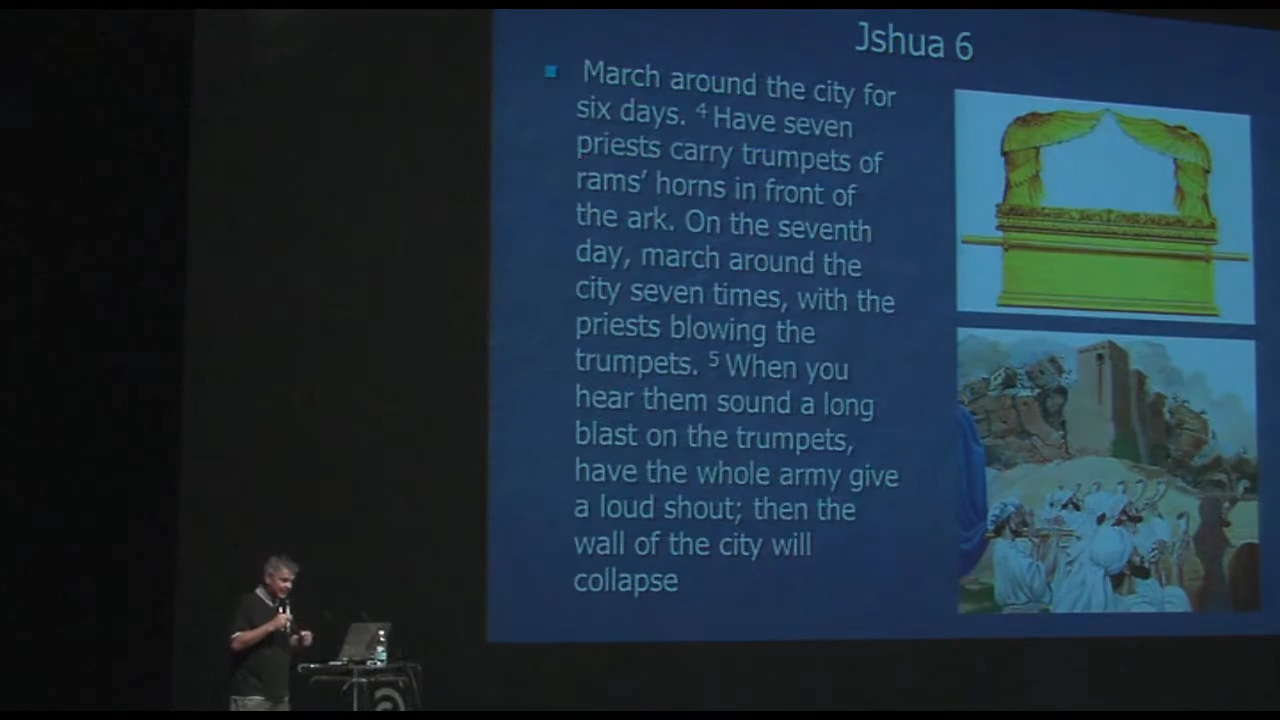 Jshua 6
March around the city for
six days. 4 Have seven
priests carry trumpets of
rams’ horns in front of
the ark. On the seventh
day, march around the
city seven times, with the
priests blowing the
trumpets. 5 When you
hear them sound a long
blast on the trumpets,
have the whole army give
a loud shout; then the
wall of the city will
collapse